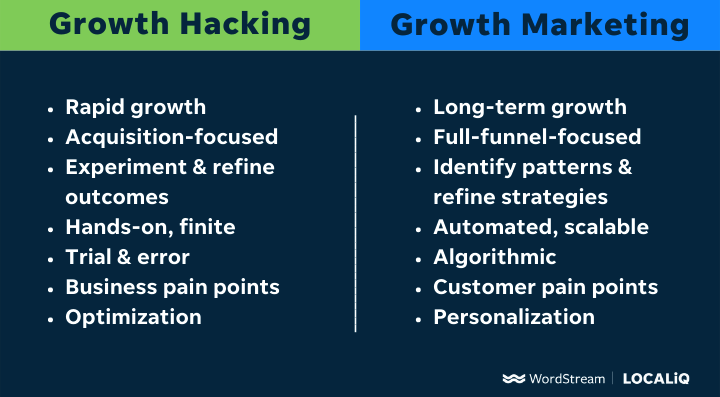 Growth Hacking
• Rapid growth
• Acquisition-focused
• Experiment & refine
outcomes
• Hands-on, finite
• Trial & error
• Business pain points
• Optimization
Growth Marketing
• Long-term growth
• Full-funnel-focused
• Identify patterns &
refine strategies
• Automated, scalable
• Algorithmic
• Customer pain points
• Personalization
WordStream | LOCALiQ